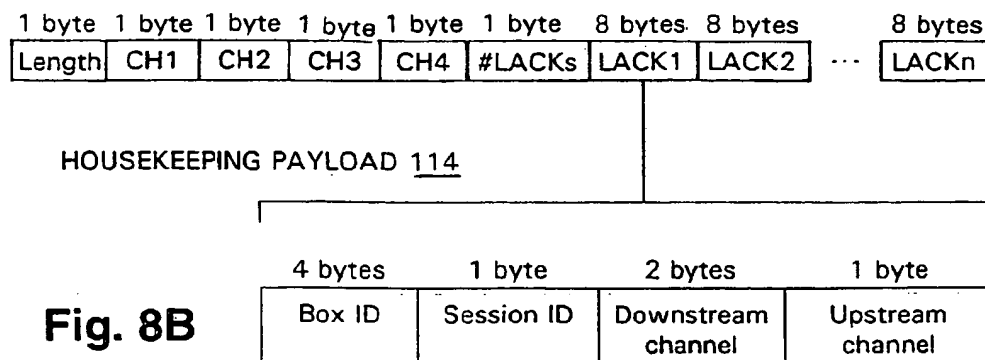 1 byte 1 byte 1 byte 1 byte 1 byte 1 byte 8 bytes 8 bytes 8 bytes
Length CH1 CH2 CH3 CH4 #LACKs LACK1 LACK2 ... LACKn
HOUSEKEEPING PAYLOAD 114
4 bytes 1 byte 2 bytes 1 byte
Box ID Session ID Downstream channel Upstream channel
Fig. 8B